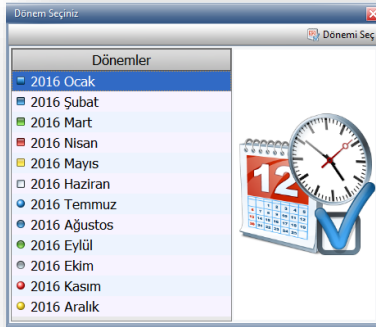 Dönem Seçiniz
Dönemi Seç
Dönemler
2016 Ocak
2016 Şubat
2016 Mart
2016 Nisan
2016 Mayıs
2016 Haziran
2016 Temmuz
2016 Ağustos
2016 Eylül
2016 Ekim
2016 Kasım
2016 Aralık
12